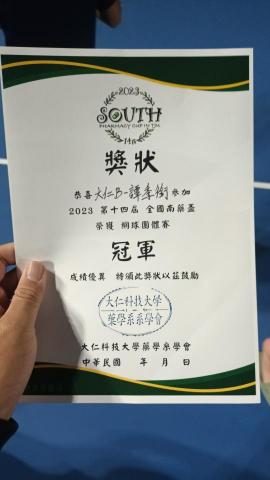 2023
SOUTH
PHARMACY CUP IN TJU
14th
獎狀
恭喜 大仁B-譚季衡 參加
2023 第十四屆 全國南藥盃
榮獲 網球團體賽
冠軍
成績優異 特頒此獎狀以茲鼓勵
大仁科技大學
藥學系系學會
大仁科技大學藥學系學會
中華民國 年 月 日